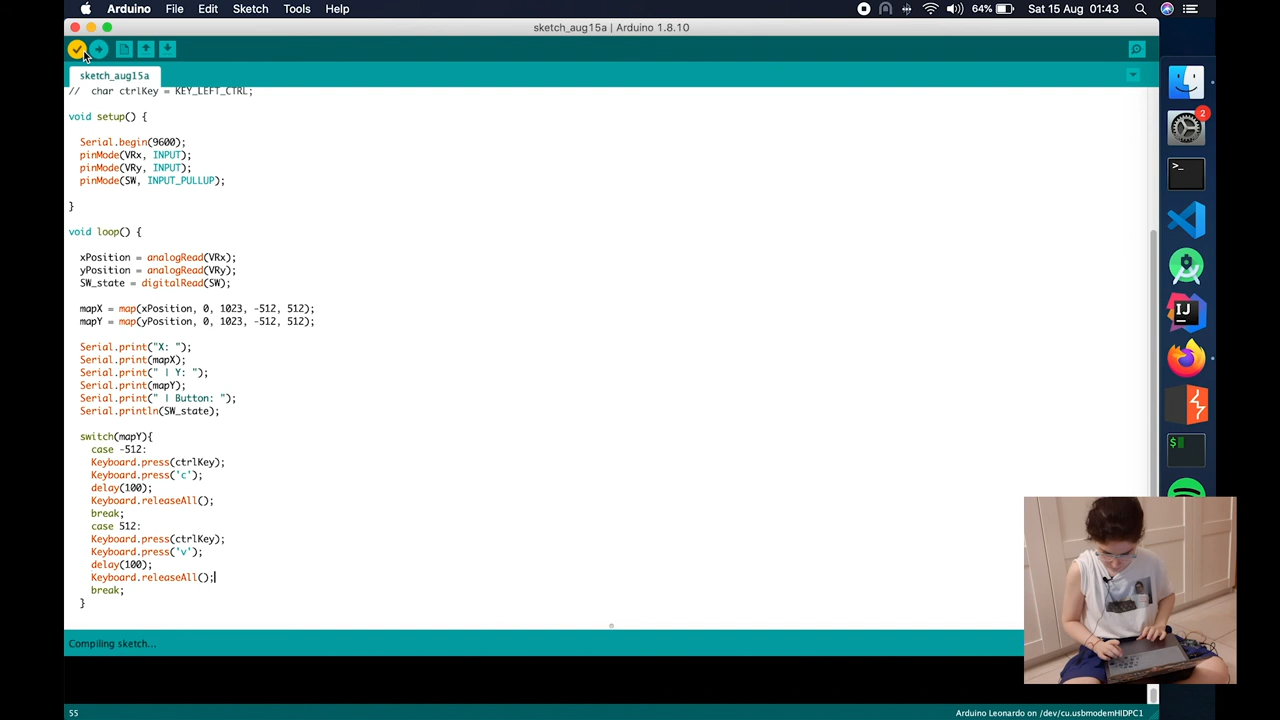 Arduino File Edit Sketch Tools Help 64% Sat 15 Aug 01:43
sketch_aug15a | Arduino 1.8.10
sketch_aug15a
// char ctrlKey = KEY_LEFT_CTRL;
void setup() {
Serial.begin(9600);
pinMode(VRx, INPUT);
pinMode(VRy, INPUT);
pinMode(SW, INPUT_PULLUP);
}
void loop() {
xPosition = analogRead(VRx);
yPosition = analogRead(VRy);
SW_state = digitalRead(SW);
mapX = map(xPosition, 0, 1023, -512, 512);
mapY = map(yPosition, 0, 1023, -512, 512);
Serial.print("X: ");
Serial.print(mapX);
Serial.print(" | Y: ");
Serial.print(mapY);
Serial.print(" | Button: ");
Serial.println(SW_state);
switch(mapY){
case -512:
Keyboard.press(ctrlKey);
Keyboard.press('c');
delay(100);
Keyboard.releaseAll();
break;
case 512:
Keyboard.press(ctrlKey);
Keyboard.press('v');
delay(100);
Keyboard.releaseAll();
break;
}
Compiling sketch...
55
Arduino Leonardo on /dev/cu.usbmodemHIDPC1
2
>_
IJ
$